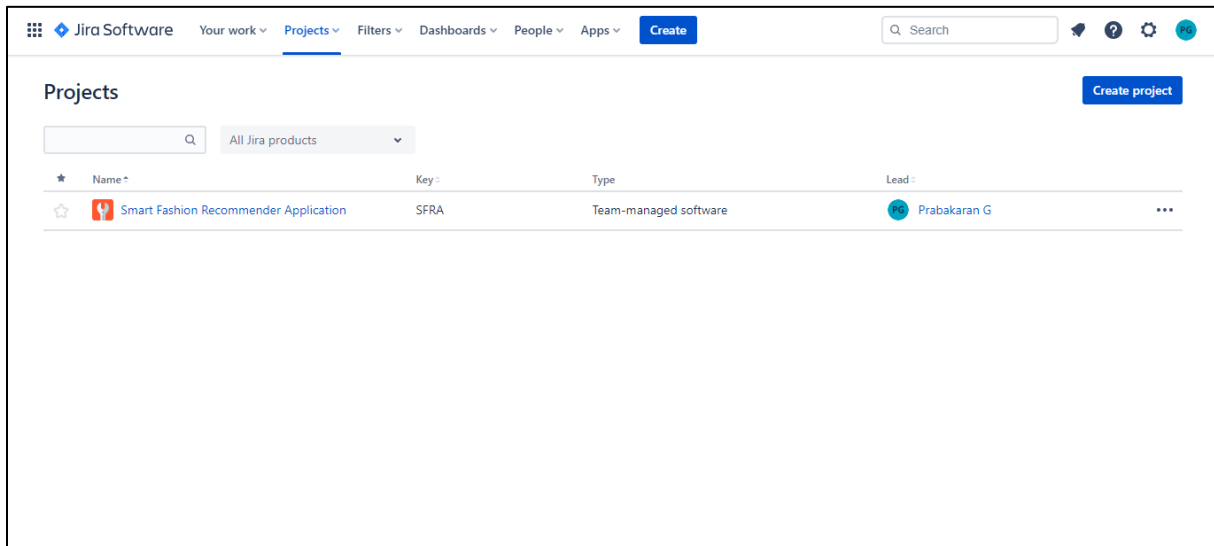 Jira Software Your work Projects Filters Dashboards People Apps Create Search PG
Projects Create project
All Jira products
Name Key Type Lead
Smart Fashion Recommender Application SFRA Team-managed software PG Prabakaran G